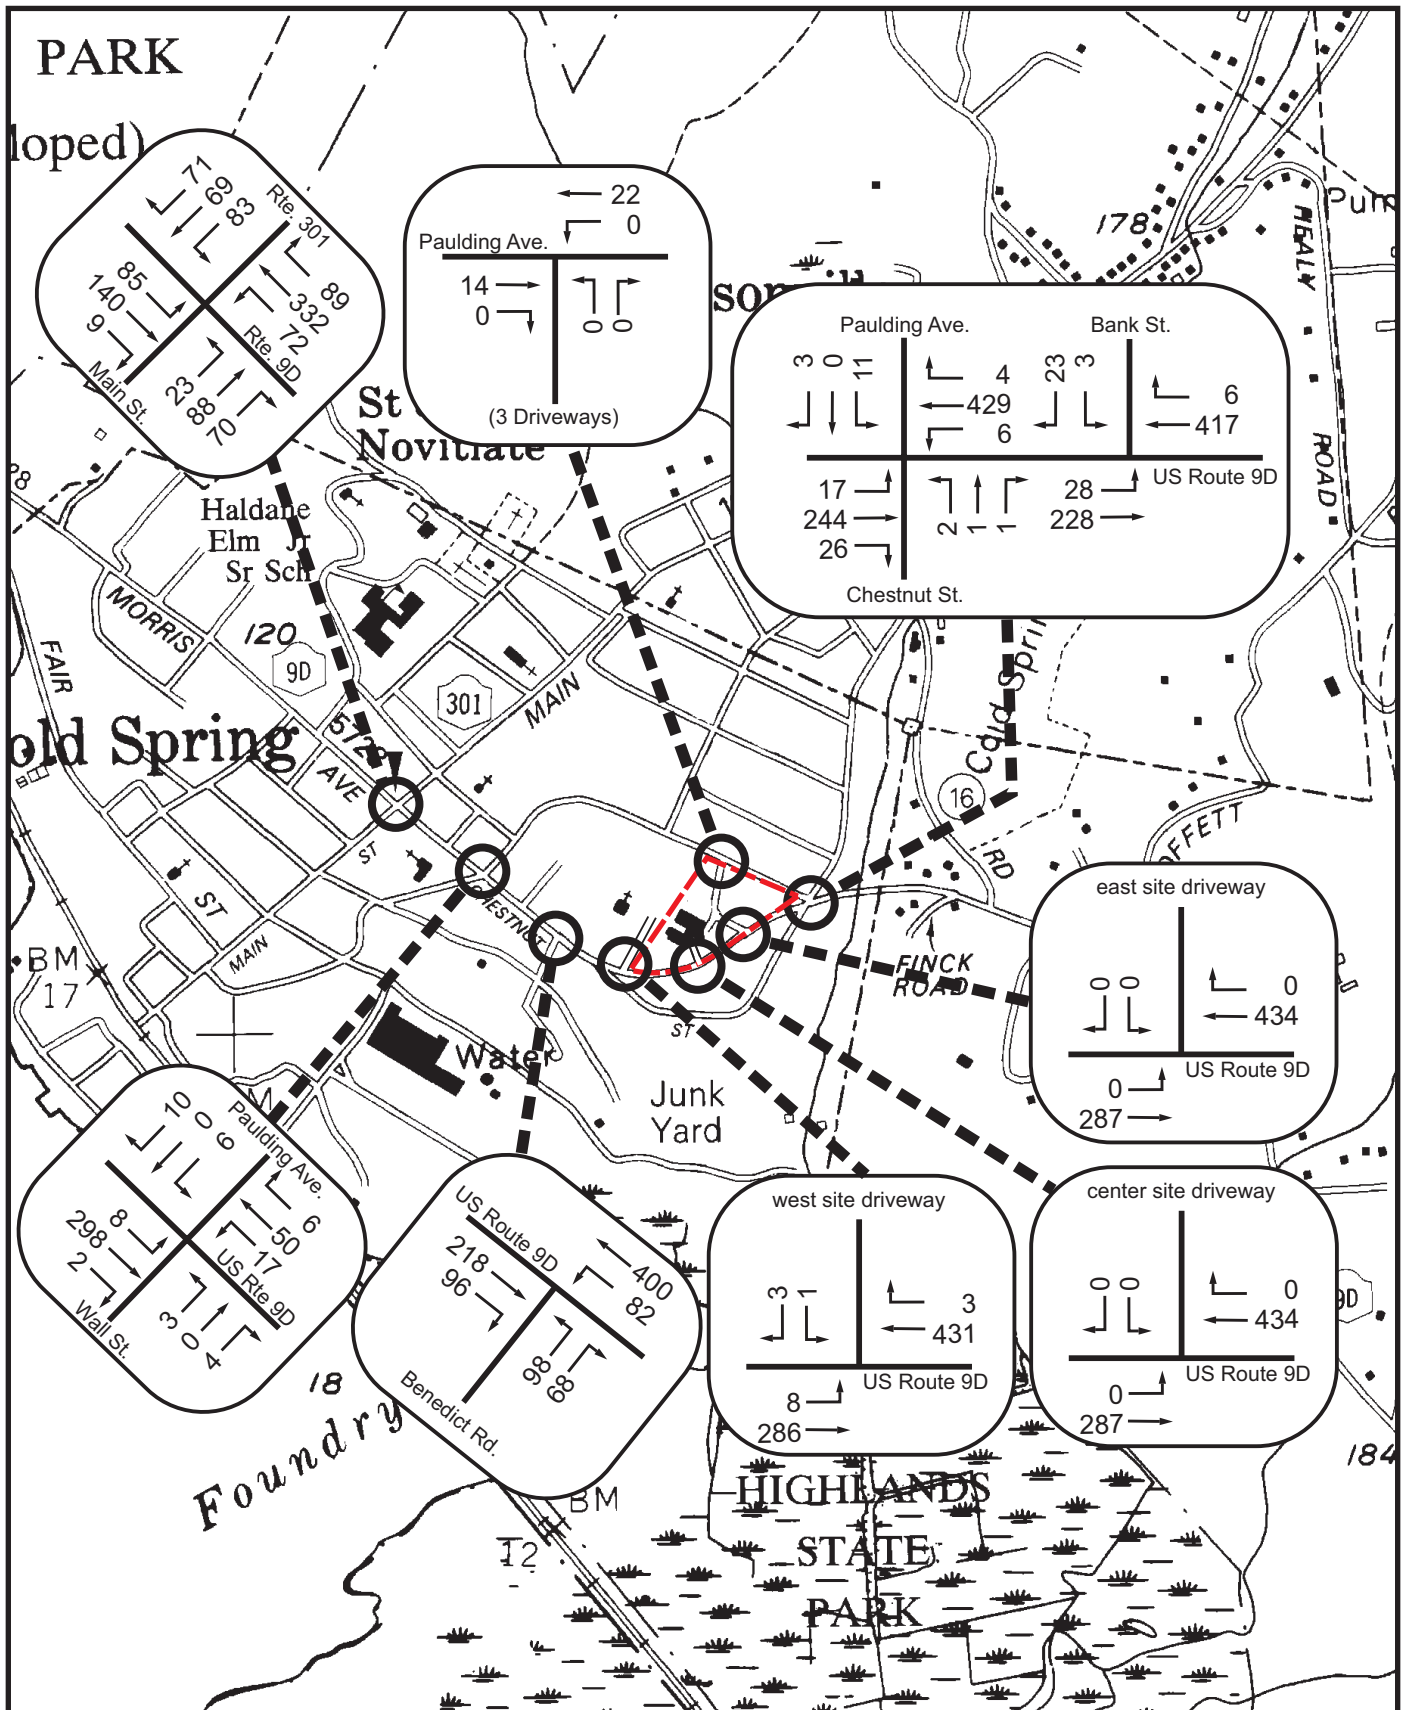 PARK
loped)
71
69
83
Rte. 301
85
140
9
89
332
72
Rte. 9D
Main St.
23
88
70
22
0
Paulding Ave.
14
0
0
0
(3 Driveways)
178
HEALY
ROAD
Paulding Ave.
Bank St.
3
0
11
4
429
6
23
3
6
417
US Route 9D
17
244
26
2
1
1
28
228
Chestnut St.
St
Novitiate
Haldane
Elm Jr
Sr Sch
MORRIS
AVE
120
9D
301
MAIN
FAIR
ST
old Spring
ST
MAIN
CHESTNUT
ST
16
RD
FINCK
ROAD
BM
17
Water
Junk
Yard
east site driveway
0
0
0
434
US Route 9D
0
287
10
0
6
Paulding Ave.
8
298
2
6
50
17
US Rte 9D
Wall St.
3
0
4
US Route 9D
218
96
400
82
98
68
Benedict Rd.
west site driveway
3
1
3
431
US Route 9D
8
286
center site driveway
0
0
0
434
US Route 9D
0
287
9D
184
18
Foundry
BM
12
HIGHLANDS
STATE
PARK